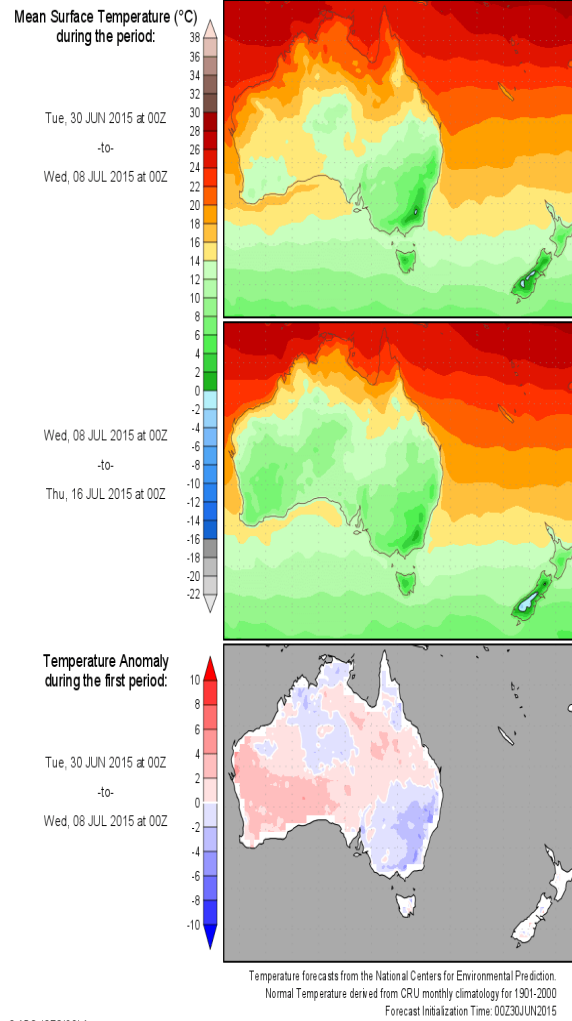 Mean Surface Temperature (°C)
during the period:
38
36
34
32
30
28
26
24
22
20
18
16
14
12
10
8
6
4
2
0
-2
-4
-6
-8
-10
-12
-14
-16
-18
-20
-22
Tue, 30 JUN 2015 at 00Z
-to-
Wed, 08 JUL 2015 at 00Z
Wed, 08 JUL 2015 at 00Z
-to-
Thu, 16 JUL 2015 at 00Z
Temperature Anomaly
during the first period:
10
8
6
4
2
0
-2
-4
-6
-8
-10
Tue, 30 JUN 2015 at 00Z
-to-
Wed, 08 JUL 2015 at 00Z
Temperature forecasts from the National Centers for Environmental Prediction.
Normal Temperature derived from CRU monthly climatology for 1901-2000
Forecast Initialization Time: 00Z30JUN2015